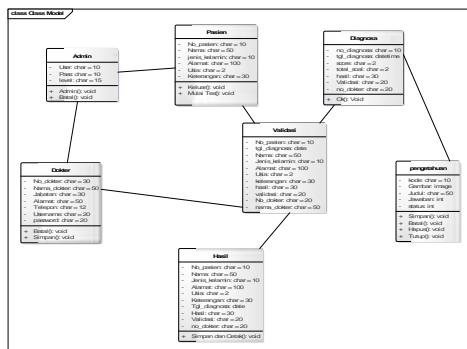 class Class Model
Admin
- User: char = 10
- Pass: char = 10
- level: char = 15
+ Admin(): void
+ Batal(): void
Pasien
- No_pasien: char = 10
- Nama: char = 50
- jenis_kelamin: char = 10
- Alamat: char = 100
- Usia: char = 2
- Keterangan: char = 30
+ Keluar(): void
+ Mulai Tes(): void
Diagnosa
- no_diagnosa: char = 10
- tgl_diagnosa: datetime
- score: char = 2
- total_soal: char = 2
- hasil: char = 30
- Validasi: char = 20
- no_dokter: char = 20
+ Ok(): Void
Dokter
- No_dokter: char = 30
- Nama_dokter: char = 50
- Jabatan: char = 30
- Alamat: char = 50
- Telepon: char = 12
- Username: char = 20
- password: char = 20
+ Batal(): void
+ Simpan(): void
Validasi
- No_pasien: char = 10
- tgl_diagnosa: date
- Nama: char = 50
- Jenis_kelamin: char = 10
- Alamat: char = 100
- Usia: char = 2
- keterangan: char = 30
- hasil: char = 30
- validasi: char = 20
- No_dokter: char = 20
- nama_dokter: char = 50
pengetahuan
- kode: char = 10
- Gambar: image
- Judul: char = 50
- Jawaban: int
- status: int
+ Simpan(): void
+ Batal(): void
+ Hapus(): void
+ Tutup(): void
Hasil
- No_pasien: char = 10
- Nama: char = 50
- Jenis_kelamin: char = 10
- Alamat: char = 100
- Usia: char = 2
- Keterangan: char = 30
- Tgl_diagnosa: date
- Hasil: char = 30
- Validasi: char = 20
- no_dokter: char = 20
+ Simpan dan Cetak(): void